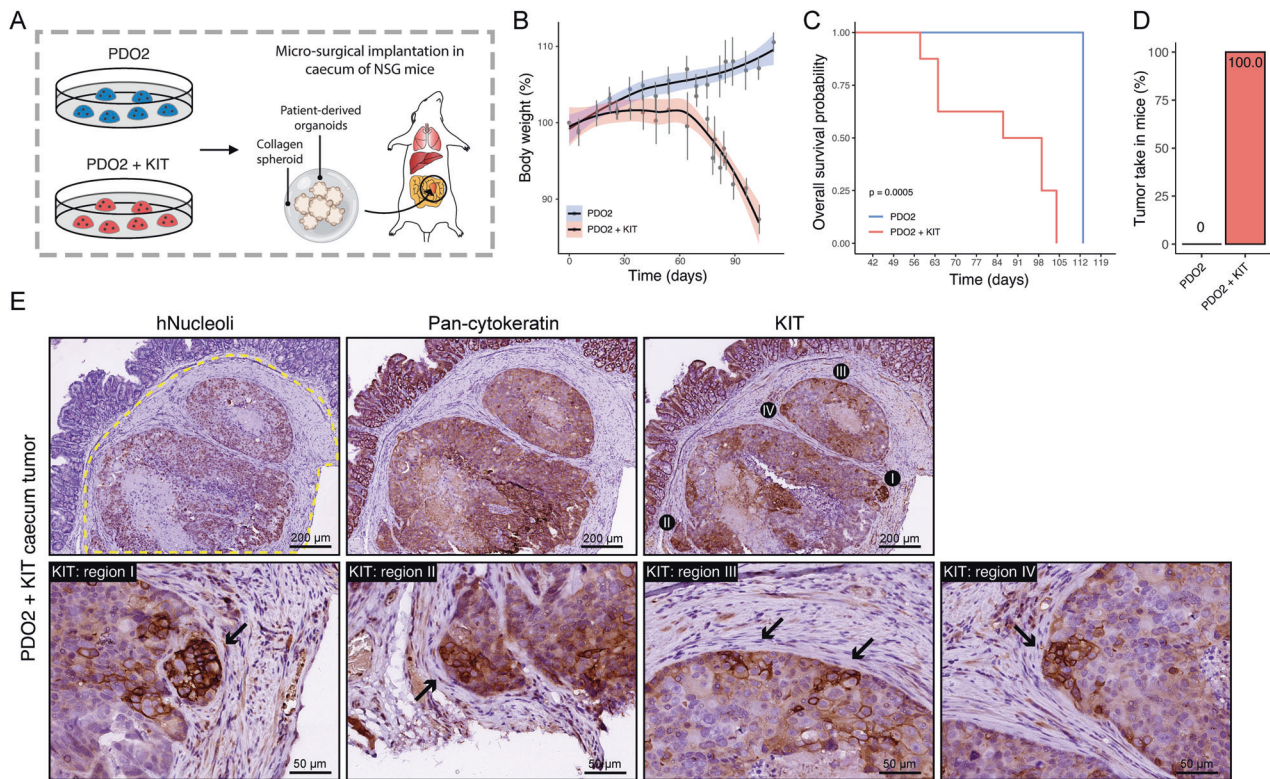 A
PDO2
PDO2 + KIT
Micro-surgical implantation in
caecum of NSG mice
Patient-derived
organoids
Collagen
spheroid
B
Body weight (%)
110
100
90
PDO2
PDO2 + KIT
0
30
60
90
Time (days)
C
Overall survival probability
1.00
0.75
0.50
0.25
0.00
p = 0.0005
PDO2
PDO2 + KIT
42 49 56 63 70 77 84 91 98 105 112 119
Time (days)
D
Tumor take in mice (%)
100
75
50
25
0
0
100.0
PDO2
PDO2 + KIT
E
hNucleoli
Pan-cytokeratin
KIT
PDO2 + KIT caecum tumor
200 µm
200 µm
III
IV
I
II
200 µm
KIT: region I
50 µm
KIT: region II
50 µm
KIT: region III
50 µm
KIT: region IV
50 µm